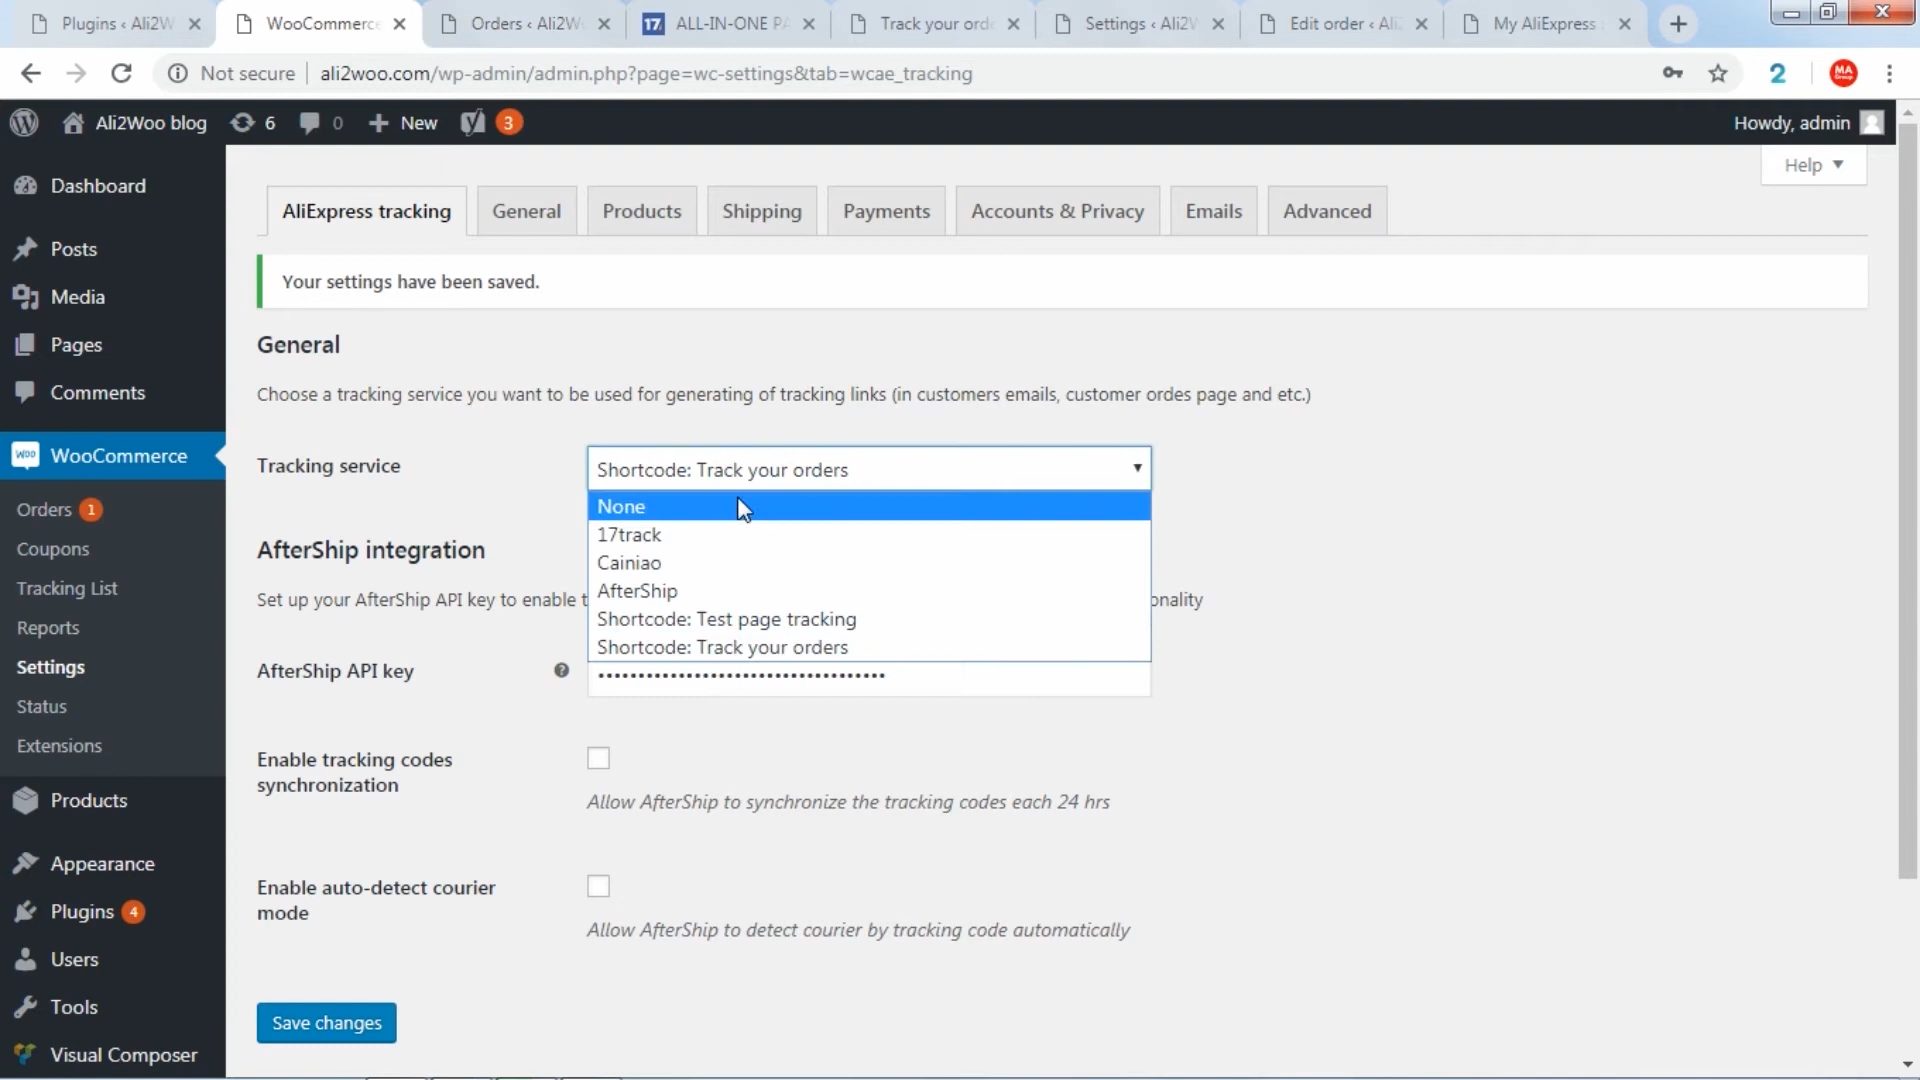 Plugins ‹ Ali2W
WooCommerce
Orders ‹ Ali2W
17 ALL-IN-ONE PA
Track your orde
Settings ‹ Ali2W
Edit order ‹ Ali
My AliExpress
Not secure ali2woo.com/wp-admin/admin.php?page=wc-settings&tab=wcae_tracking 2 MA Group
Ali2Woo blog 6 0 + New 3 Howdy, admin
Help ▼
Dashboard
Posts
Media
Pages
Comments
WooCommerce
Orders 1
Coupons
Tracking List
Reports
Settings
Status
Extensions
Products
Appearance
Plugins 4
Users
Tools
Visual Composer
AliExpress tracking General Products Shipping Payments Accounts & Privacy Emails Advanced
Your settings have been saved.
General
Choose a tracking service you want to be used for generating of tracking links (in customers emails, customer ordes page and etc.)
Tracking service Shortcode: Track your orders
None
17track
Cainiao
AfterShip
Shortcode: Test page tracking
Shortcode: Track your orders
AfterShip integration
Set up your AfterShip API key to enable t onality
AfterShip API key ••••••••••••••••••••••••••••••••••••
Enable tracking codes
synchronization
Allow AfterShip to synchronize the tracking codes each 24 hrs
Enable auto-detect courier
mode
Allow AfterShip to detect courier by tracking code automatically
Save changes